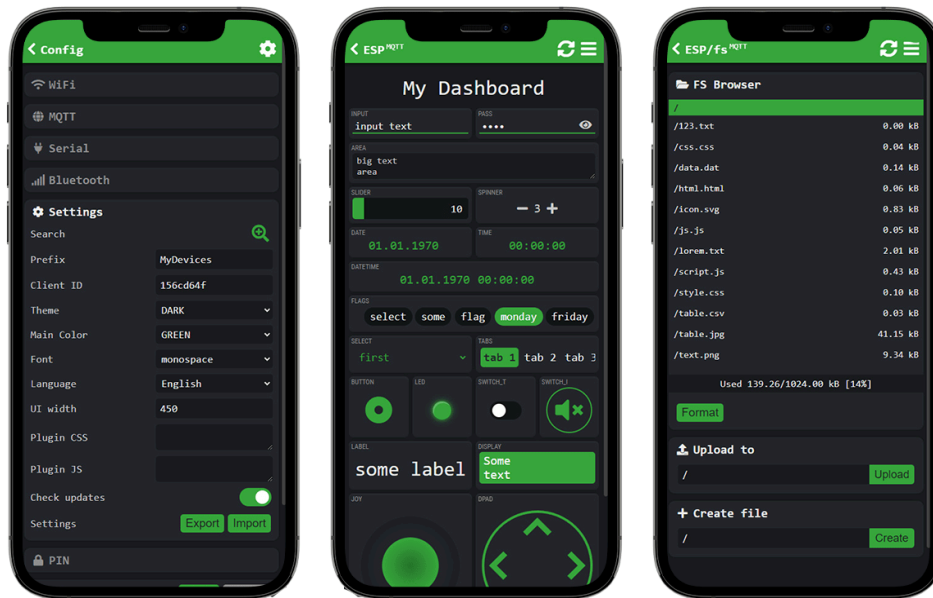 Config
WiFi
MQTT
Serial
Bluetooth
Settings
Search
Prefix MyDevices
Client ID 156cd64f
Theme DARK
Main Color GREEN
Font monospace
Language English
UI width 450
Plugin CSS
Plugin JS
Check updates
Settings Export Import
PIN
ESP MQTT
My Dashboard
INPUT PASS
input text ••••
AREA
big text
area
SLIDER SPINNER
10 − 3 +
DATE TIME
01.01.1970 00:00:00
DATETIME
01.01.1970 00:00:00
FLAGS
select some flag monday friday
SELECT TABS
first tab 1 tab 2 tab 3
BUTTON LED SWITCH_T SWITCH_I
LABEL DISPLAY
some label Some
text
JOY DPAD
ESP/fs MQTT
FS Browser
/
/123.txt 0.00 kB
/css.css 0.04 kB
/data.dat 0.14 kB
/html.html 0.06 kB
/icon.svg 0.83 kB
/js.js 0.05 kB
/lorem.txt 2.01 kB
/script.js 0.43 kB
/style.css 0.10 kB
/table.csv 0.03 kB
/table.jpg 41.15 kB
/text.png 9.34 kB
Used 139.26/1024.00 kB [14%]
Format
Upload to
/ Upload
+ Create file
/ Create